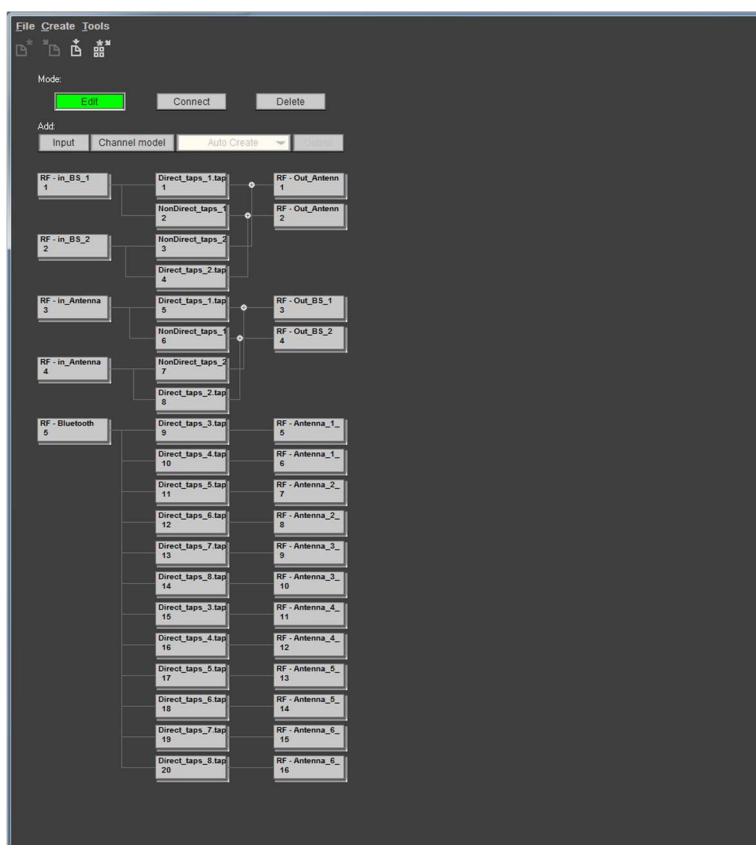 File Create Tools
Mode:
Edit Connect Delete
Add:
Input Channel model Auto Create
RF - in_BS_1 Direct_taps_1.tap RF - Out_Antenn
1 1 1
NonDirect_taps_1 RF - Out_Antenn
2 2
RF - in_BS_2 NonDirect_taps_2
2 3
Direct_taps_2.tap
4
RF - in_Antenna Direct_taps_1.tap RF - Out_BS_1
3 5 3
NonDirect_taps_1 RF - Out_BS_2
6 4
RF - in_Antenna NonDirect_taps_2
4 7
Direct_taps_2.tap
8
RF - Bluetooth Direct_taps_3.tap RF - Antenna_1_
5 9 5
Direct_taps_4.tap RF - Antenna_1_
10 6
Direct_taps_5.tap RF - Antenna_2_
11 7
Direct_taps_6.tap RF - Antenna_2_
12 8
Direct_taps_7.tap RF - Antenna_3_
13 9
Direct_taps_8.tap RF - Antenna_3_
14 10
Direct_taps_3.tap RF - Antenna_4_
15 11
Direct_taps_4.tap RF - Antenna_4_
16 12
Direct_taps_5.tap RF - Antenna_5_
17 13
Direct_taps_6.tap RF - Antenna_5_
18 14
Direct_taps_7.tap RF - Antenna_6_
19 15
Direct_taps_8.tap RF - Antenna_6_
20 16